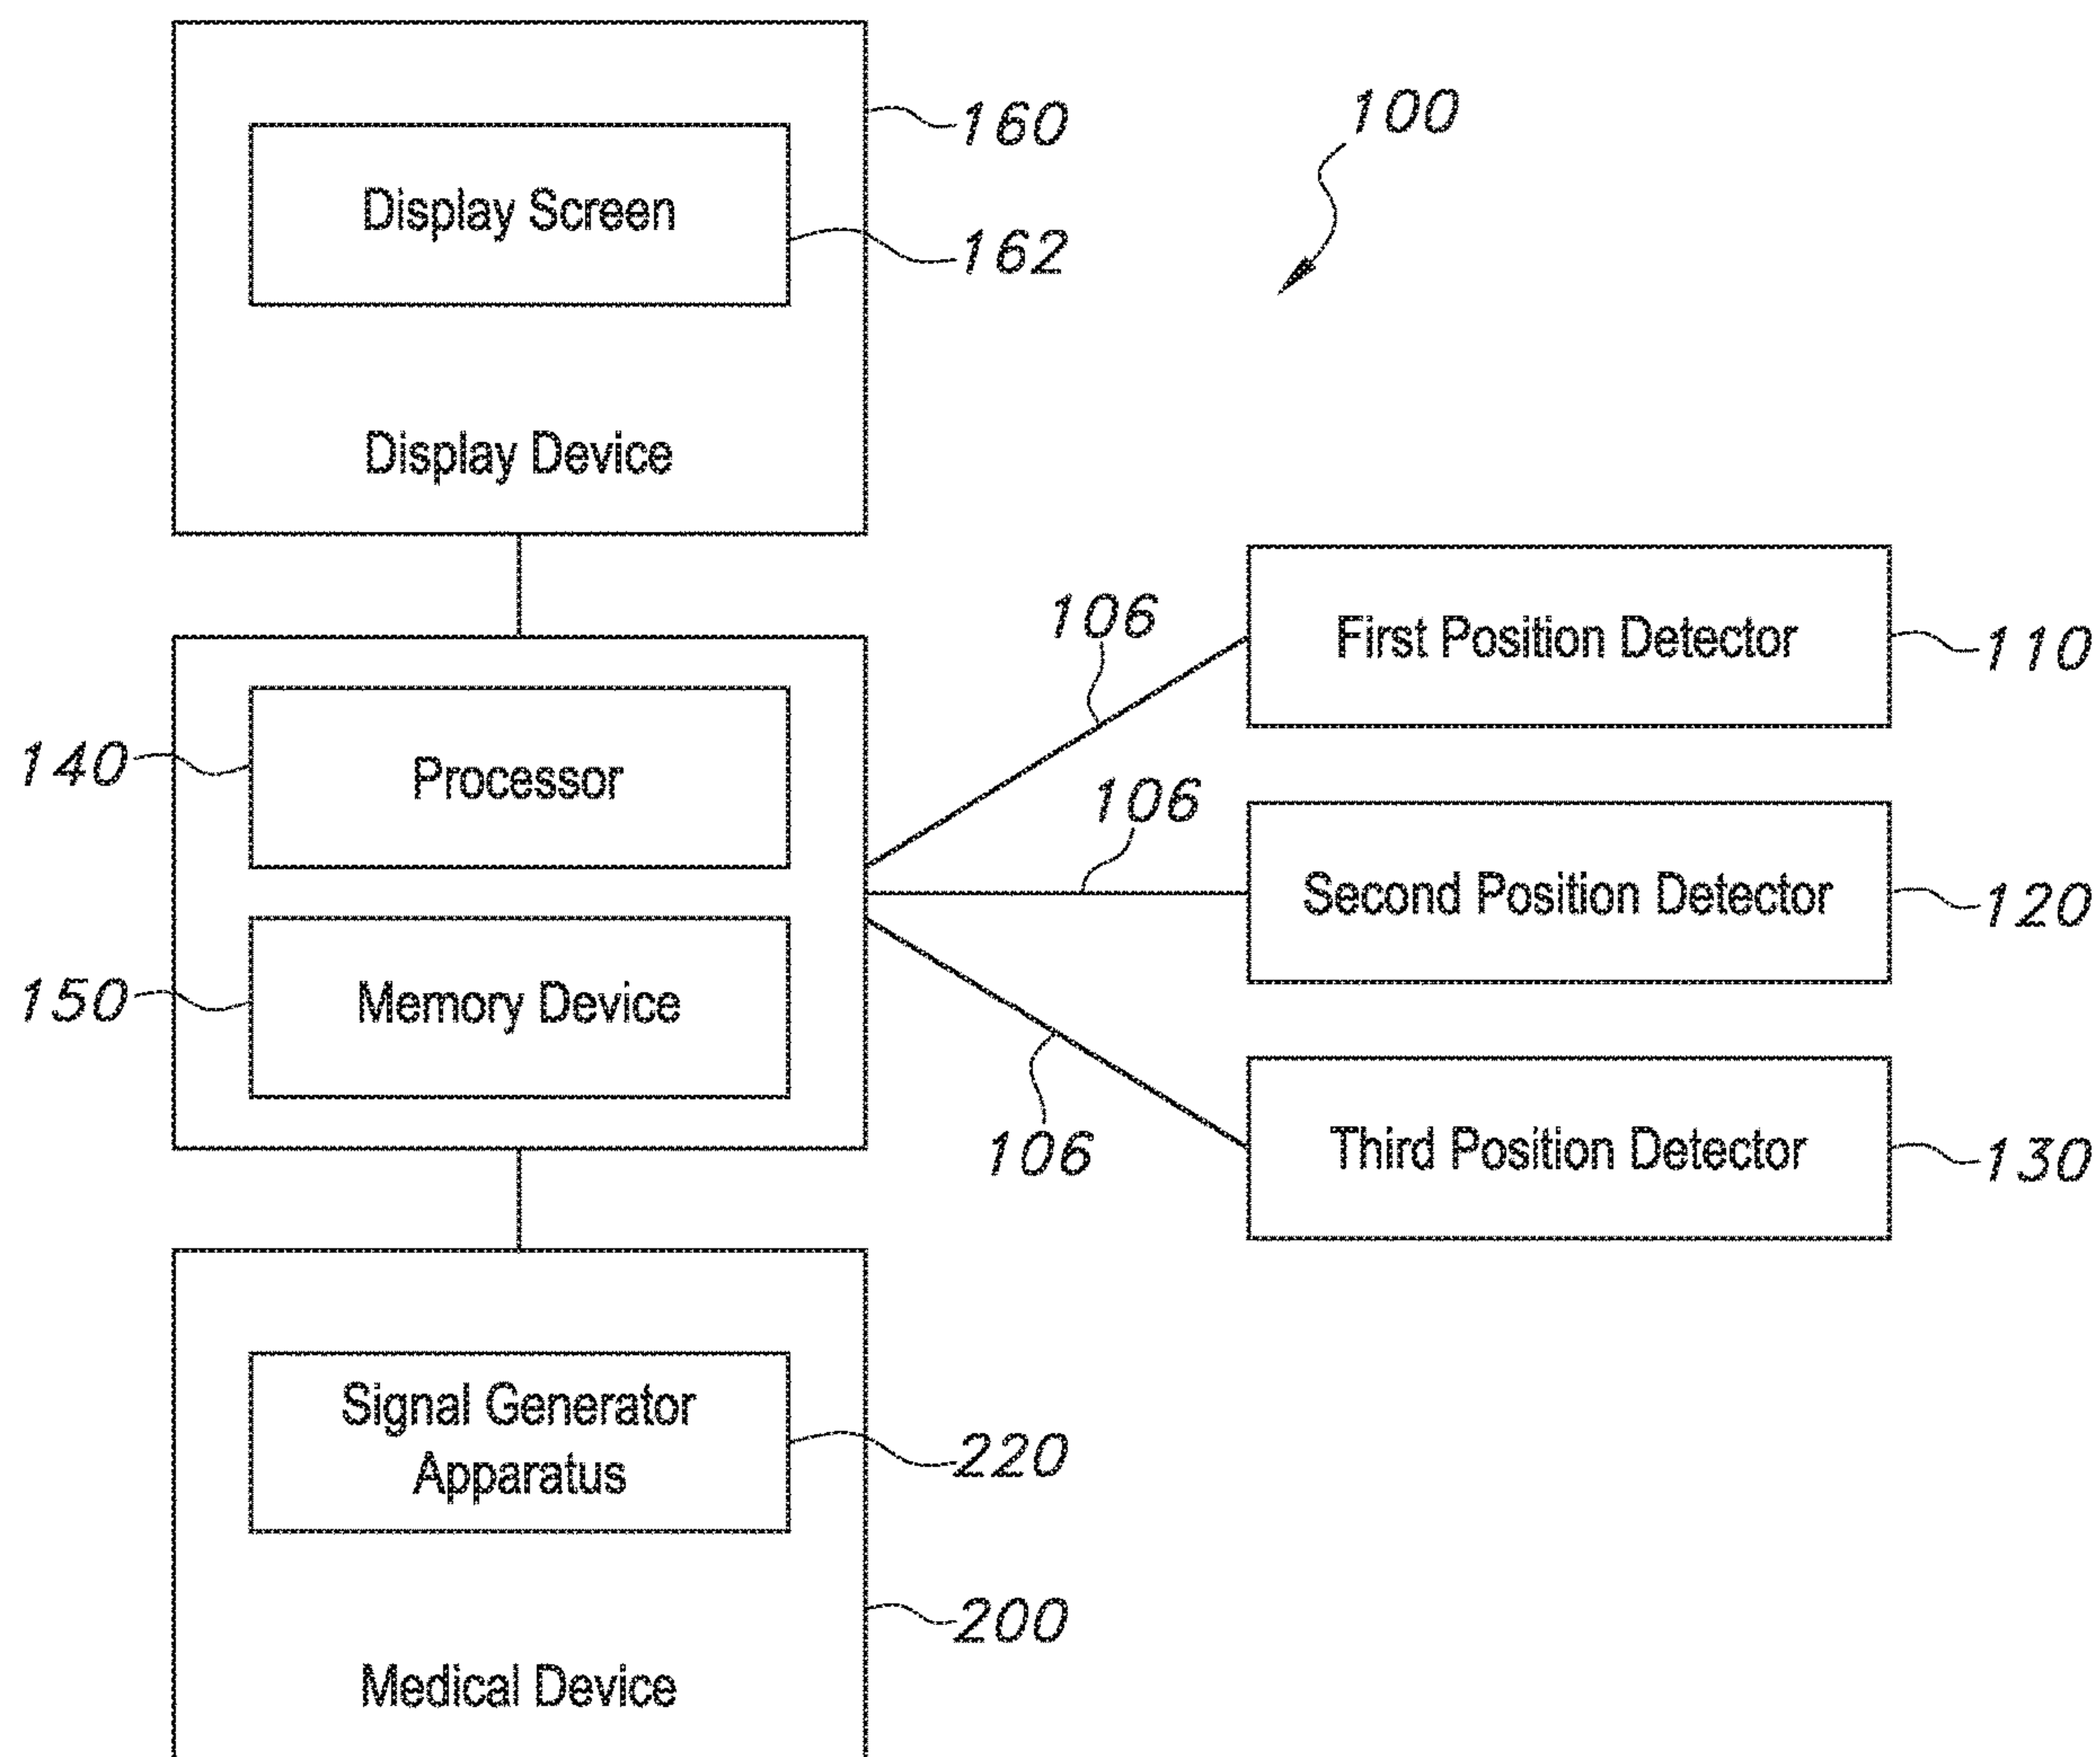 160
100
Display Screen
162
Display Device
106
First Position Detector
110
140
Processor
106
Second Position Detector
120
150
Memory Device
106
Third Position Detector
130
Signal Generator
Apparatus
220
200
Medical Device